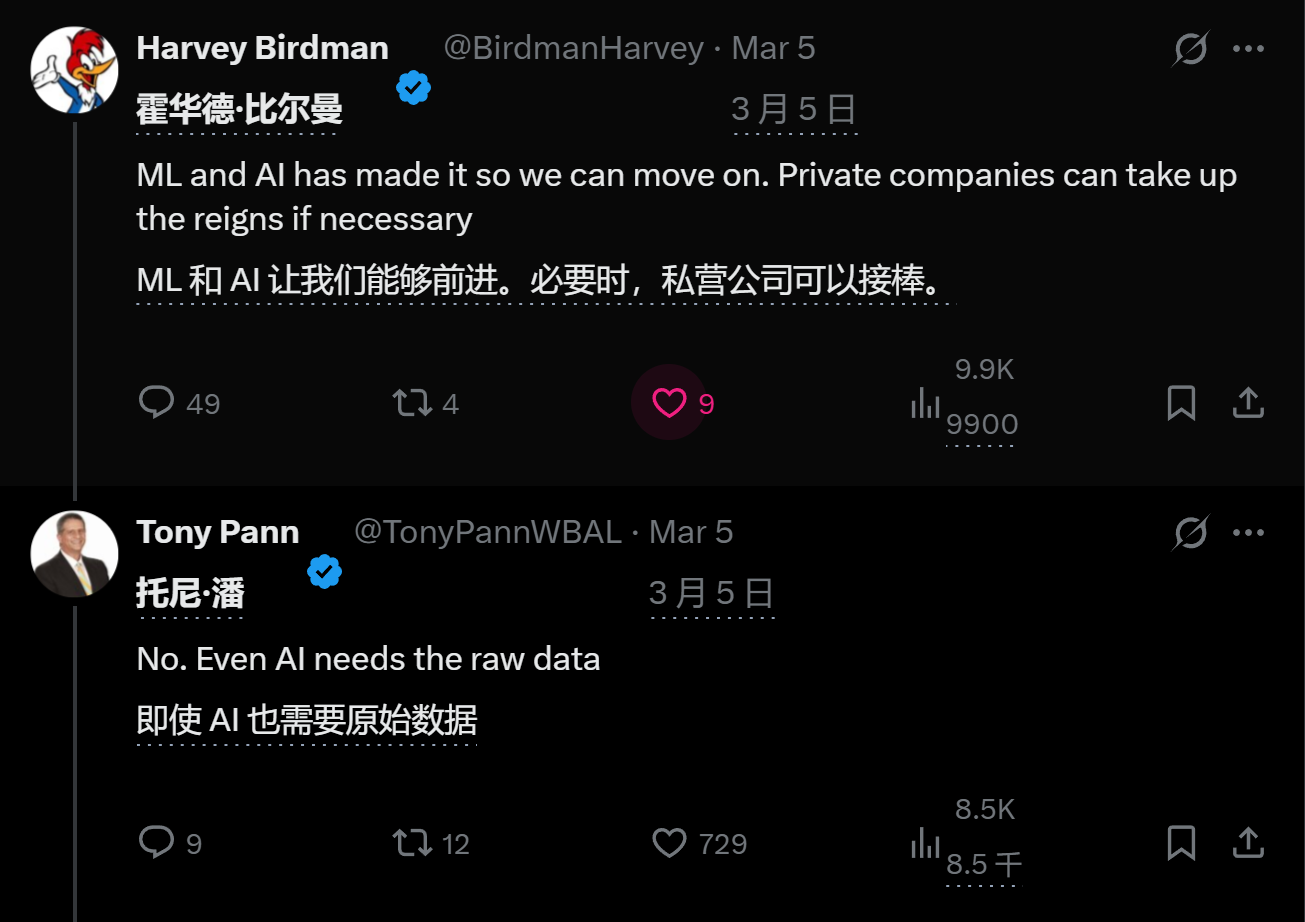 Harvey Birdman @BirdmanHarvey · Mar 5
霍华德·比尔曼 3 月 5 日
ML and AI has made it so we can move on. Private companies can take up
the reigns if necessary
ML 和 AI 让我们能够前进。必要时，私营公司可以接棒。
49 4 9 9.9K
9900
Tony Pann @TonyPannWBAL · Mar 5
托尼·潘 3 月 5 日
No. Even AI needs the raw data
即使 AI 也需要原始数据
9 12 729 8.5K
8.5 千